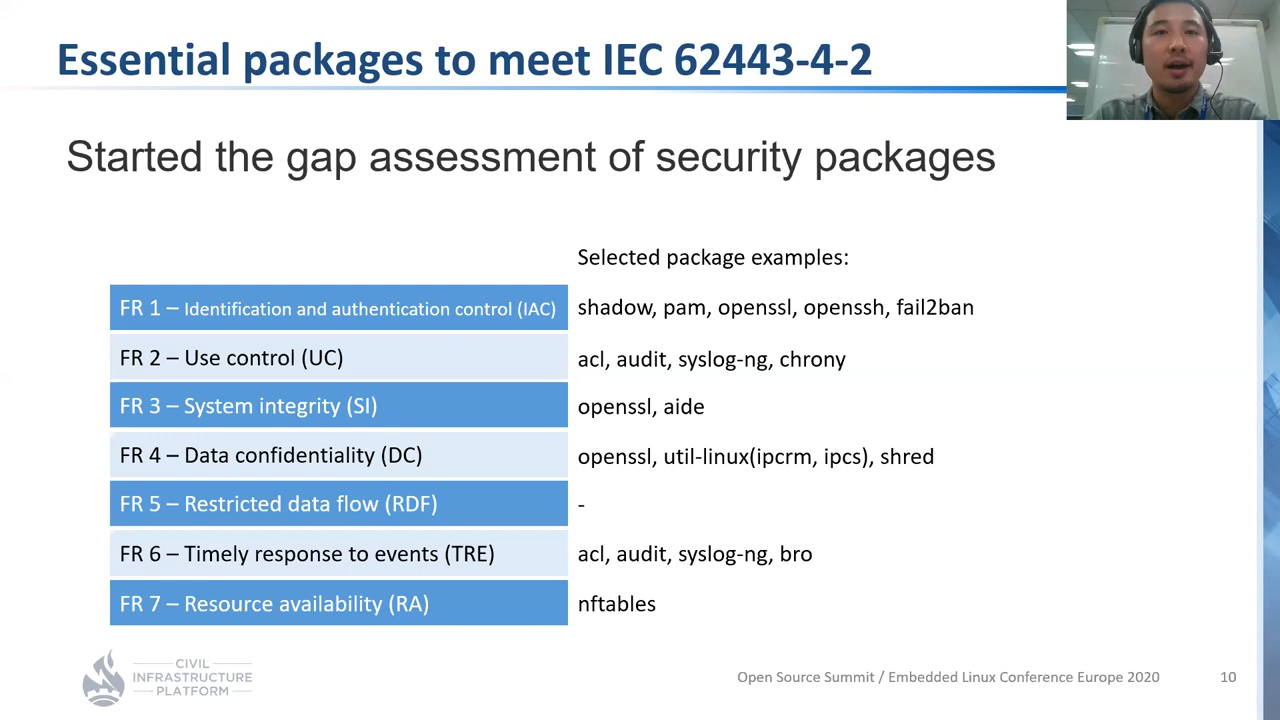 Essential packages to meet IEC 62443-4-2
Started the gap assessment of security packages
Selected package examples:
FR 1 – Identification and authentication control (IAC) shadow, pam, openssl, openssh, fail2ban
FR 2 – Use control (UC) acl, audit, syslog-ng, chrony
FR 3 – System integrity (SI) openssl, aide
FR 4 – Data confidentiality (DC) openssl, util-linux(ipcrm, ipcs), shred
FR 5 – Restricted data flow (RDF) -
FR 6 – Timely response to events (TRE) acl, audit, syslog-ng, bro
FR 7 – Resource availability (RA) nftables
CIVIL
INFRASTRUCTURE
PLATFORM
Open Source Summit / Embedded Linux Conference Europe 2020 10